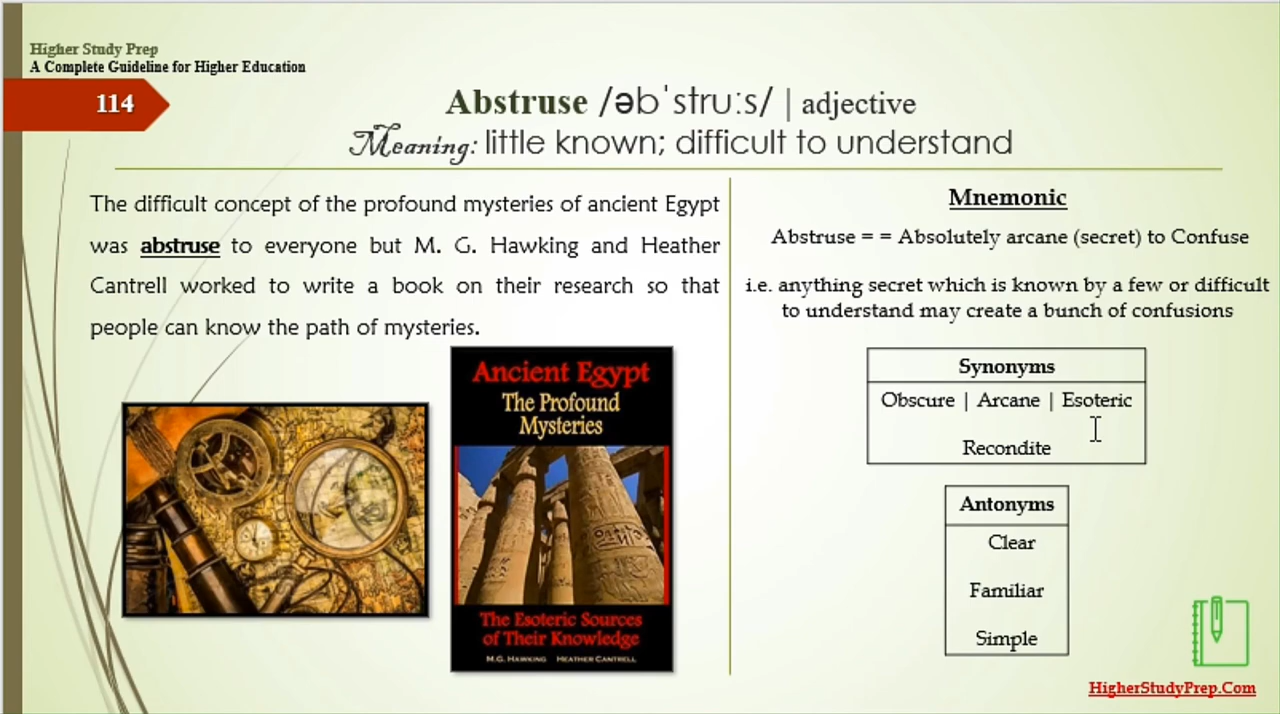 Higher Study Prep
A Complete Guideline for Higher Education
114
Abstruse /əbˈstruːs/ | adjective
Meaning: little known; difficult to understand
The difficult concept of the profound mysteries of ancient Egypt
was abstruse to everyone but M. G. Hawking and Heather
Cantrell worked to write a book on their research so that
people can know the path of mysteries.
Ancient Egypt
The Profound
Mysteries
The Esoteric Sources
of Their Knowledge
M.G. HAWKING HEATHER CANTRELL
Mnemonic
Abstruse = = Absolutely arcane (secret) to Confuse
i.e. anything secret which is known by a few or difficult
to understand may create a bunch of confusions
Synonyms
Obscure | Arcane | Esoteric
Recondite
Antonyms
Clear
Familiar
Simple
HigherStudyPrep.Com